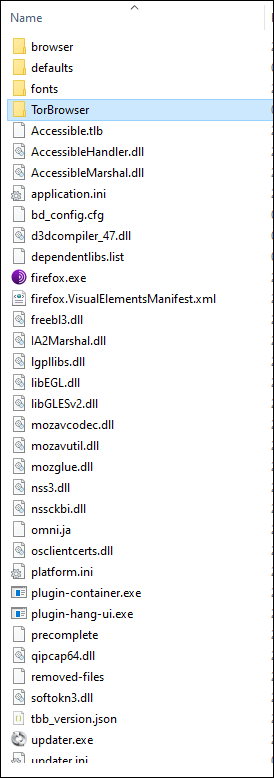 Name
browser
defaults
fonts
TorBrowser
Accessible.tlb
AccessibleHandler.dll
AccessibleMarshal.dll
application.ini
bd_config.cfg
d3dcompiler_47.dll
dependentlibs.list
firefox.exe
firefox.VisualElementsManifest.xml
freebl3.dll
IA2Marshal.dll
lgpllibs.dll
libEGL.dll
libGLESv2.dll
mozavcodec.dll
mozavutil.dll
mozglue.dll
nss3.dll
nssckbi.dll
omni.ja
osclientcerts.dll
platform.ini
plugin-container.exe
plugin-hang-ui.exe
precomplete
qipcap64.dll
removed-files
softokn3.dll
tbb_version.json
updater.exe
updater.ini